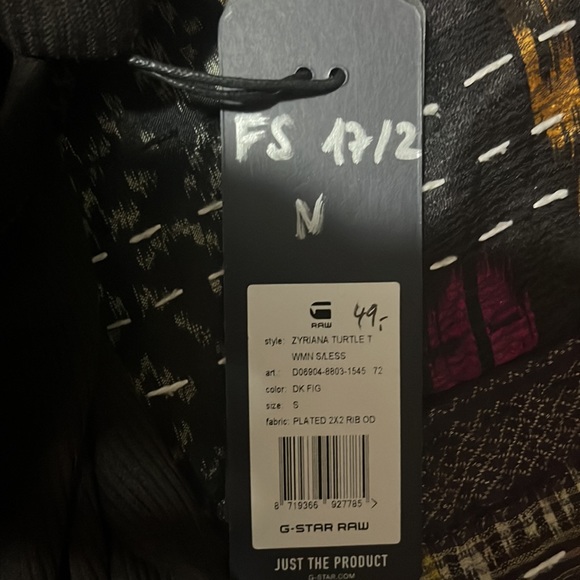 FS 17/2
N
RAW 49,-
style: ZYRIANA TURTLE T
WMN S/LESS
art.: D06904-8803-1545 72
color: DK FIG
size: S
fabric: PLATED 2X2 RIB OD
8 719366 927785 >
G-STAR RAW
JUST THE PRODUCT
G-STAR.COM